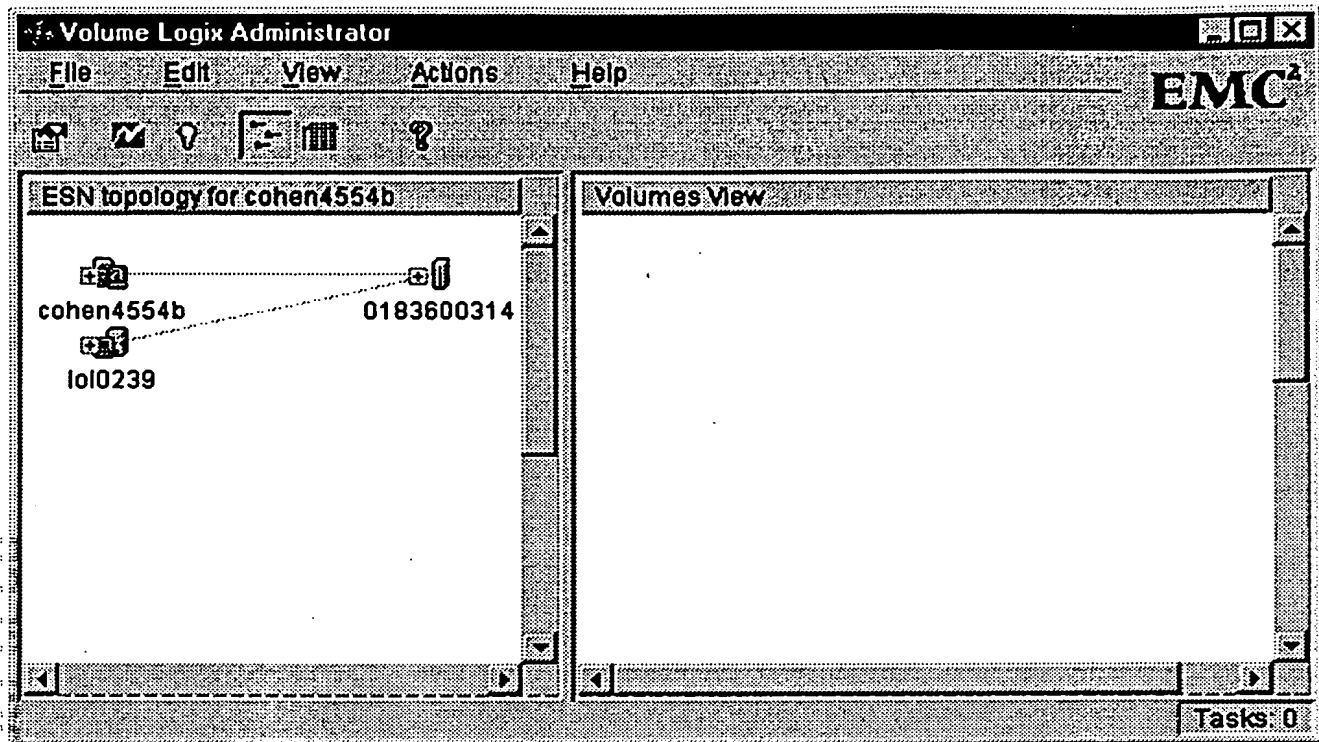 Volume Logix Administrator
File Edit View Actions Help
EMC²
ESN topology for cohen4554b
Volumes View
cohen4554b
0183600314
lol0239
Tasks: 0